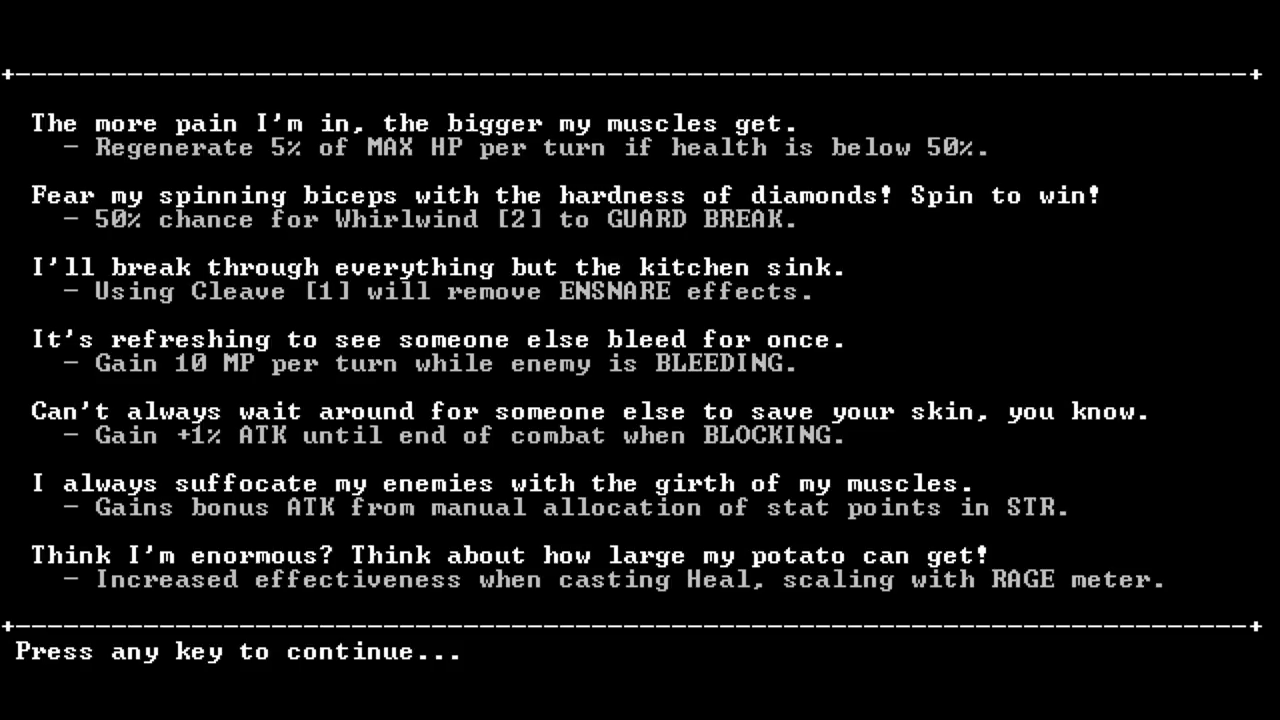 The more pain I'm in, the bigger my muscles get.
- Regenerate 5% of MAX HP per turn if health is below 50%.
Fear my spinning biceps with the hardness of diamonds! Spin to win!
- 50% chance for Whirlwind [2] to GUARD BREAK.
I'll break through everything but the kitchen sink.
- Using Cleave [1] will remove ENSNARE effects.
It's refreshing to see someone else bleed for once.
- Gain 10 MP per turn while enemy is BLEEDING.
Can't always wait around for someone else to save your skin, you know.
- Gain +1% ATK until end of combat when BLOCKING.
I always suffocate my enemies with the girth of my muscles.
- Gains bonus ATK from manual allocation of stat points in STR.
Think I'm enormous? Think about how large my potato can get!
- Increased effectiveness when casting Heal, scaling with RAGE meter.
Press any key to continue...